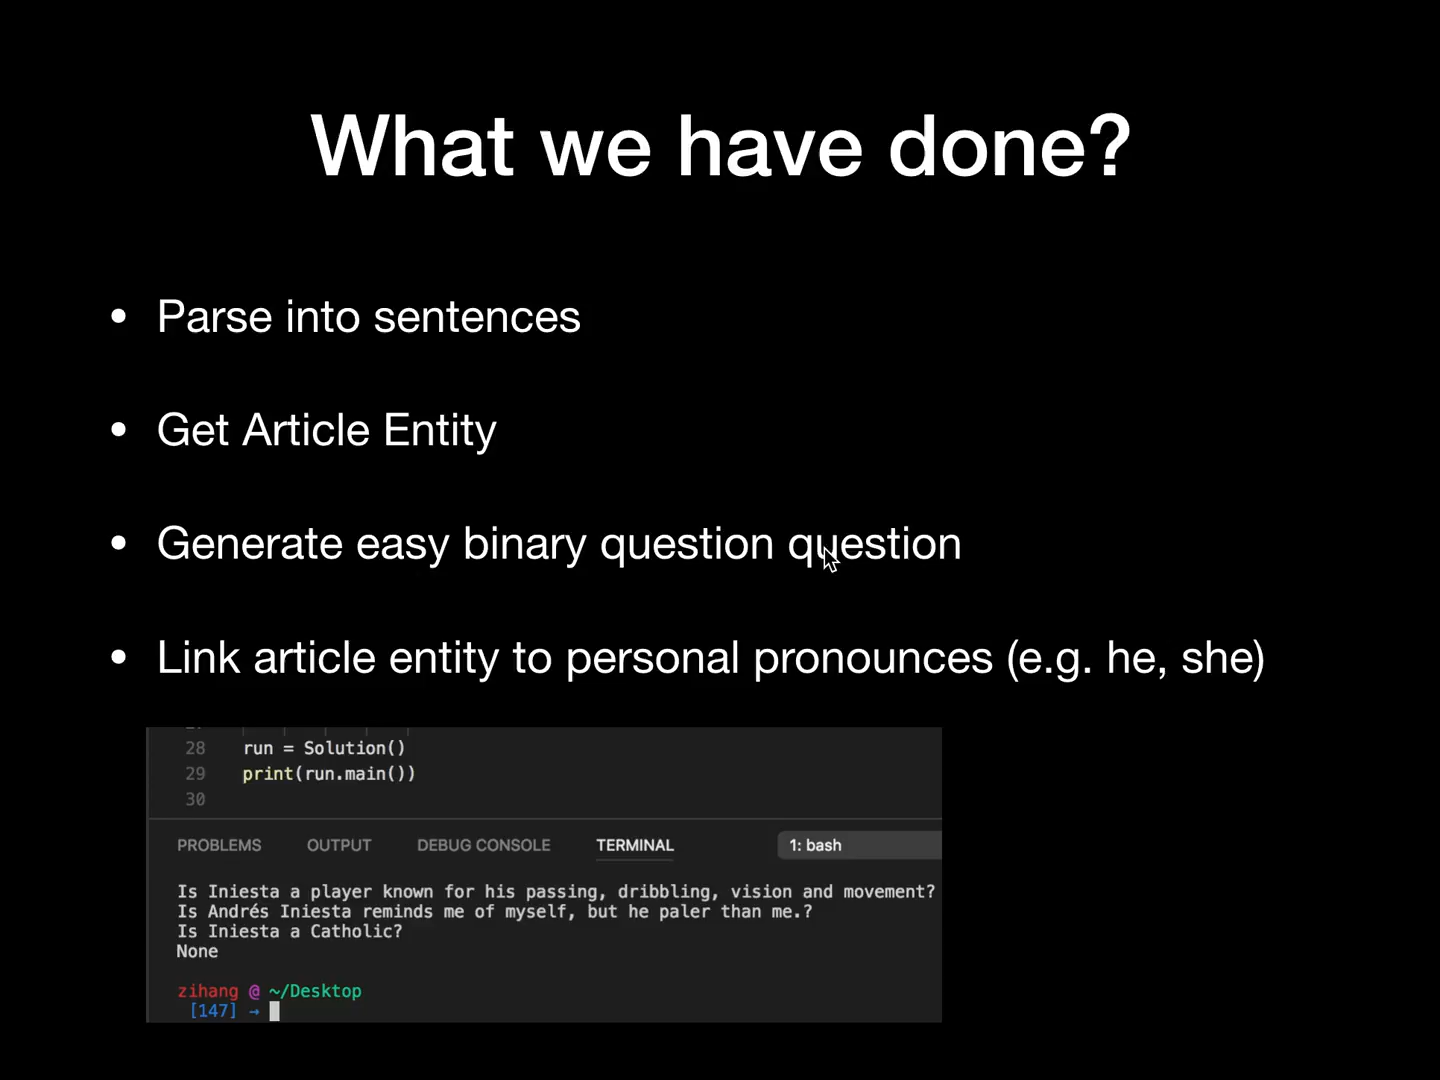 What we have done?
• Parse into sentences
• Get Article Entity
• Generate easy binary question question
• Link article entity to personal pronounces (e.g. he, she)
28 run = Solution()
29 print(run.main())
30
PROBLEMS OUTPUT DEBUG CONSOLE TERMINAL 1: bash
Is Iniesta a player known for his passing, dribbling, vision and movement?
Is Andrés Iniesta reminds me of myself, but he paler than me.?
Is Iniesta a Catholic?
None
zihang @ ~/Desktop
[147] →